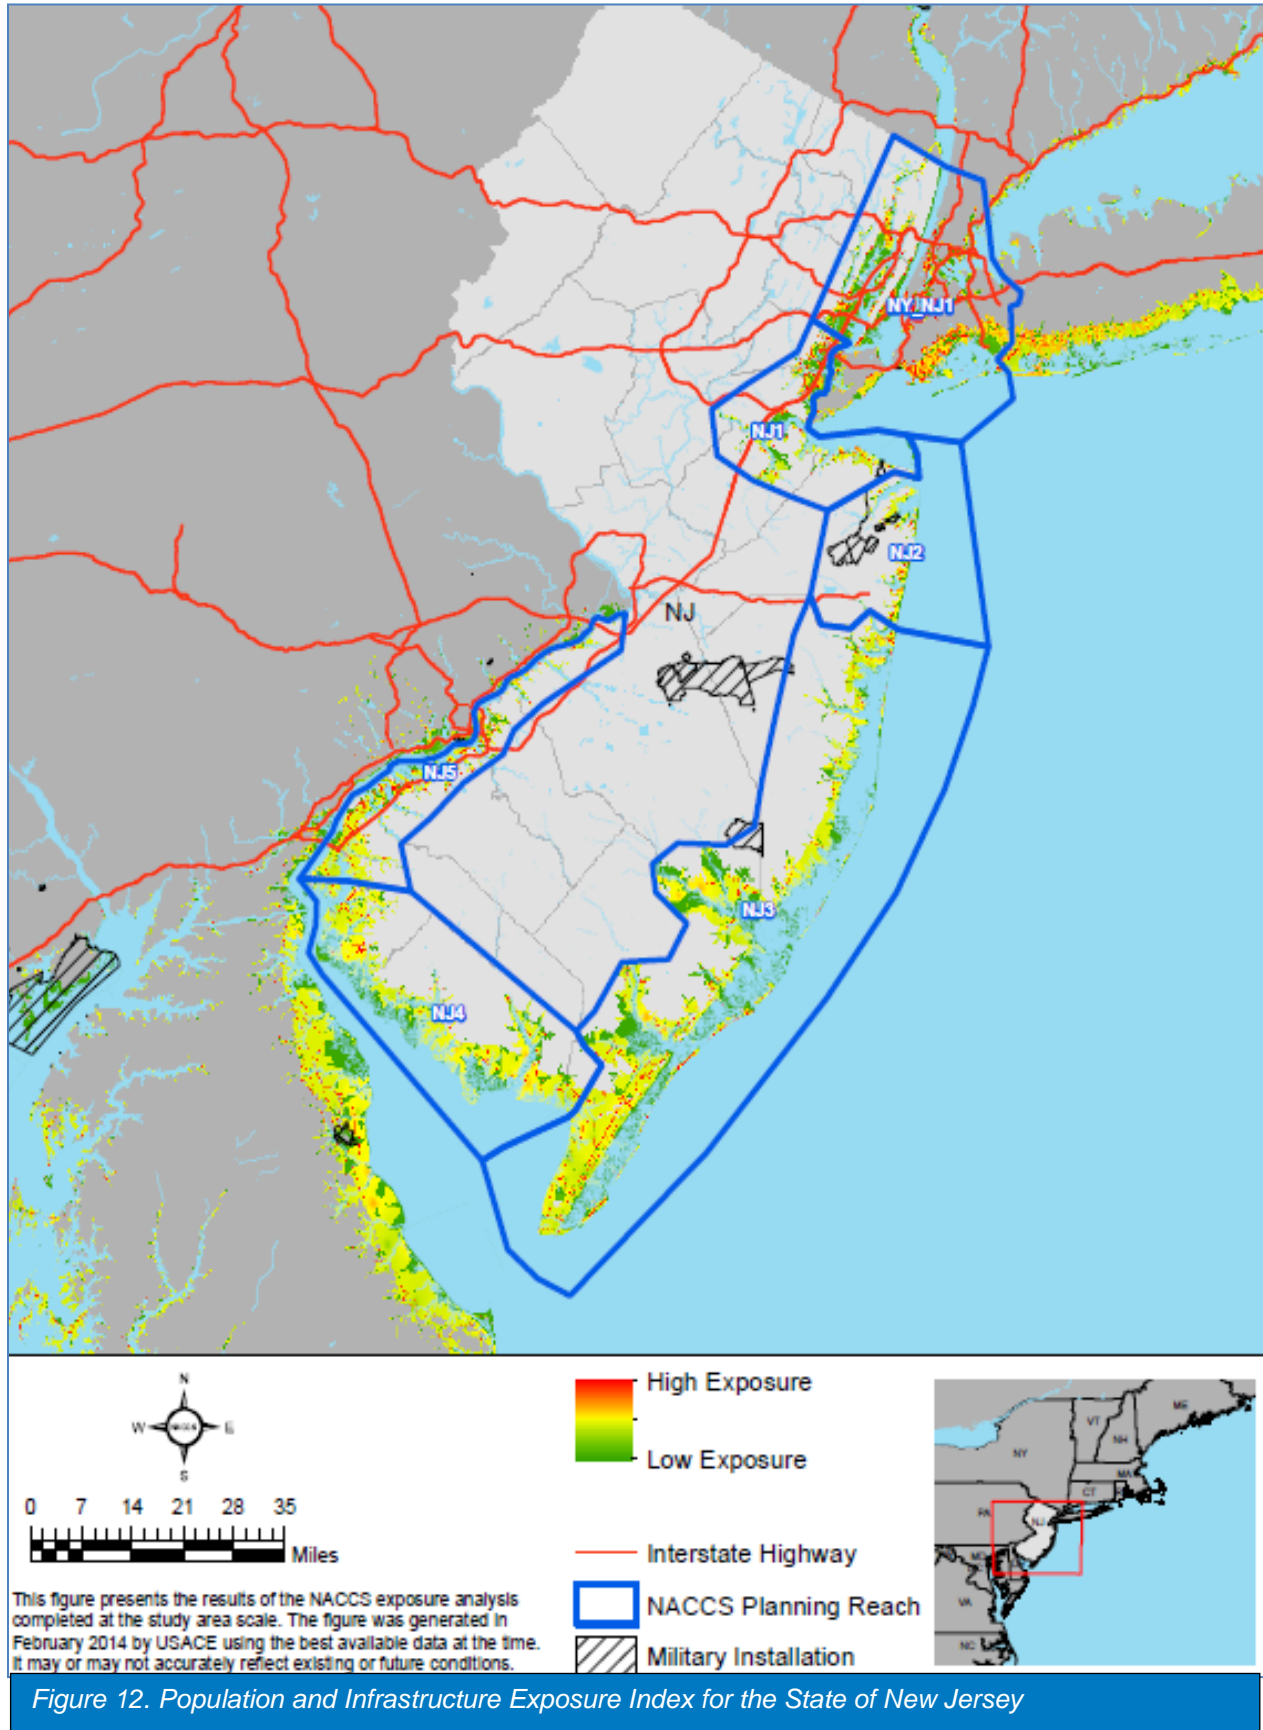 NY_NJ1
NJ1
NJ2
NJ
NJ5
NJ3
NJ4
N
W NACCS E
S
0 7 14 21 28 35
Miles
This figure presents the results of the NACCS exposure analysis
completed at the study area scale. The figure was generated in
February 2014 by USACE using the best available data at the time.
It may or may not accurately reflect existing or future conditions.
High Exposure
Low Exposure
Interstate Highway
NACCS Planning Reach
Military Installation
ME
VT
NH
NY
MA
CT
PA
NJ
VA
NC
Figure 12. Population and Infrastructure Exposure Index for the State of New Jersey